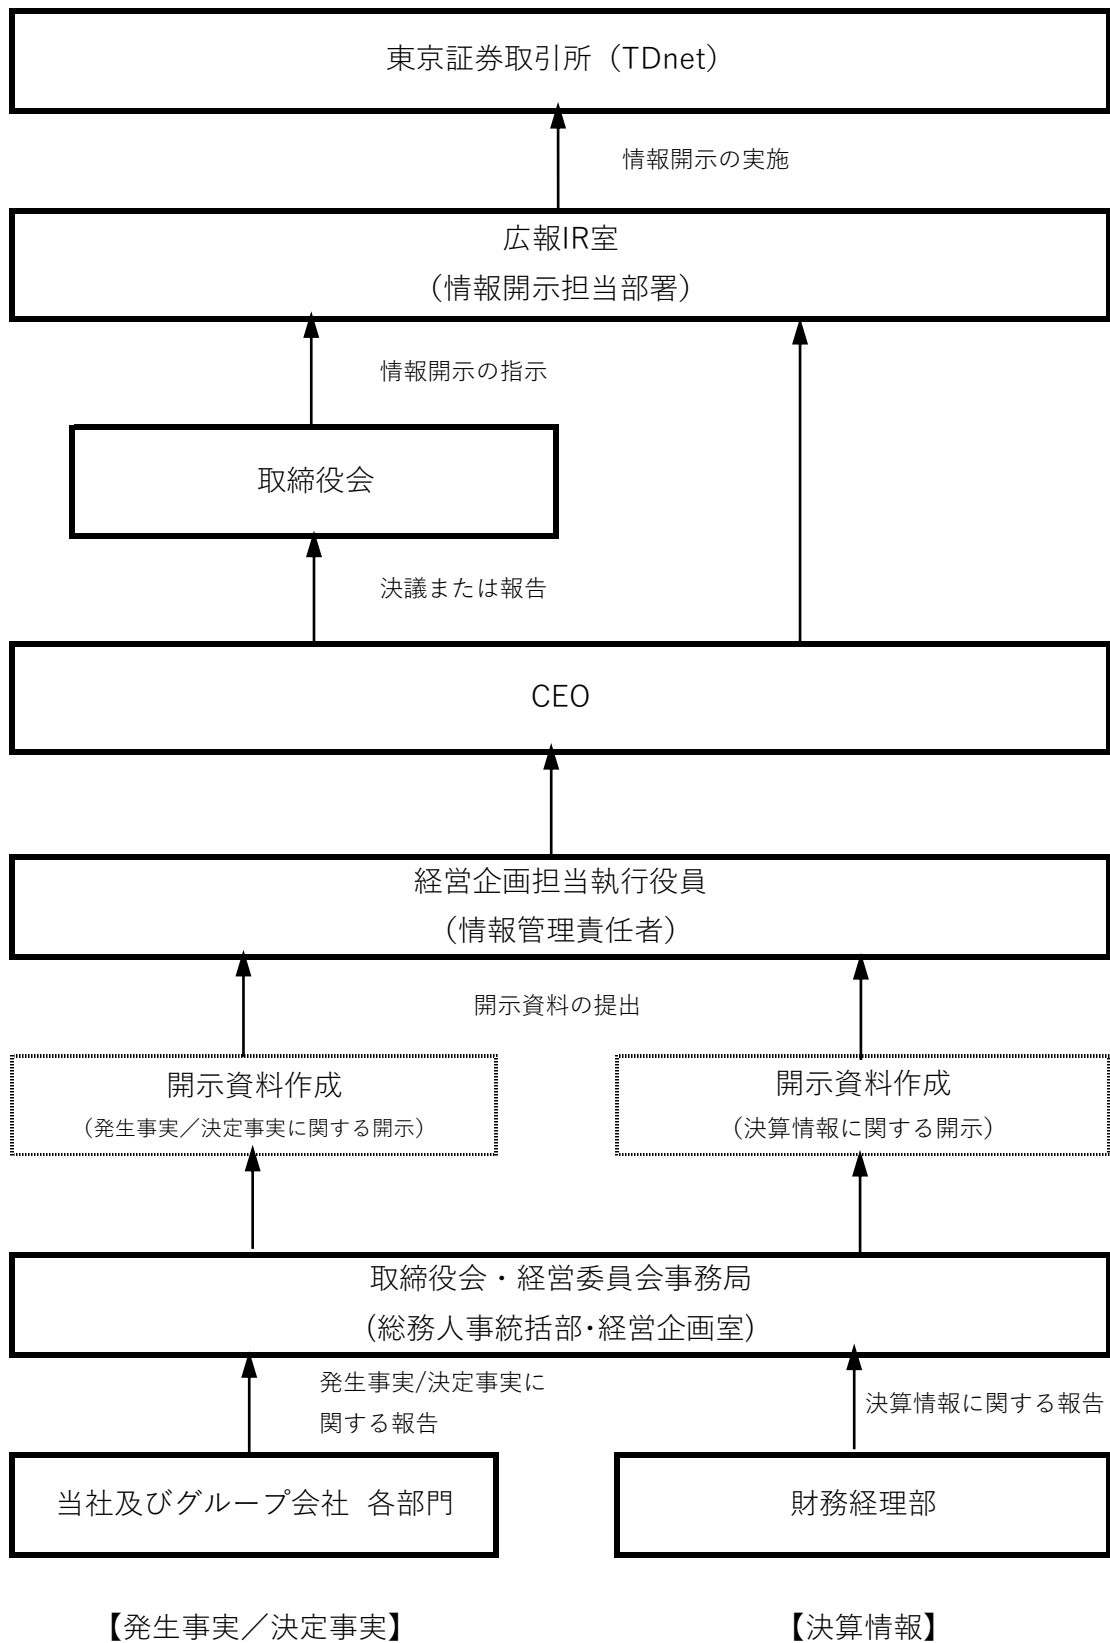 東京証券取引所（TDnet）
情報開示の実施
広報IR室
（情報開示担当部署）
情報開示の指示
取締役会
決議または報告
CEO
経営企画担当執行役員
（情報管理責任者）
開示資料の提出
開示資料作成
（発生事実／決定事実に関する開示）
開示資料作成
（決算情報に関する開示）
取締役会・経営委員会事務局
（総務人事統括部・経営企画室）
発生事実/決定事実に
関する報告
決算情報に関する報告
当社及びグループ会社 各部門
財務経理部
【発生事実／決定事実】
【決算情報】